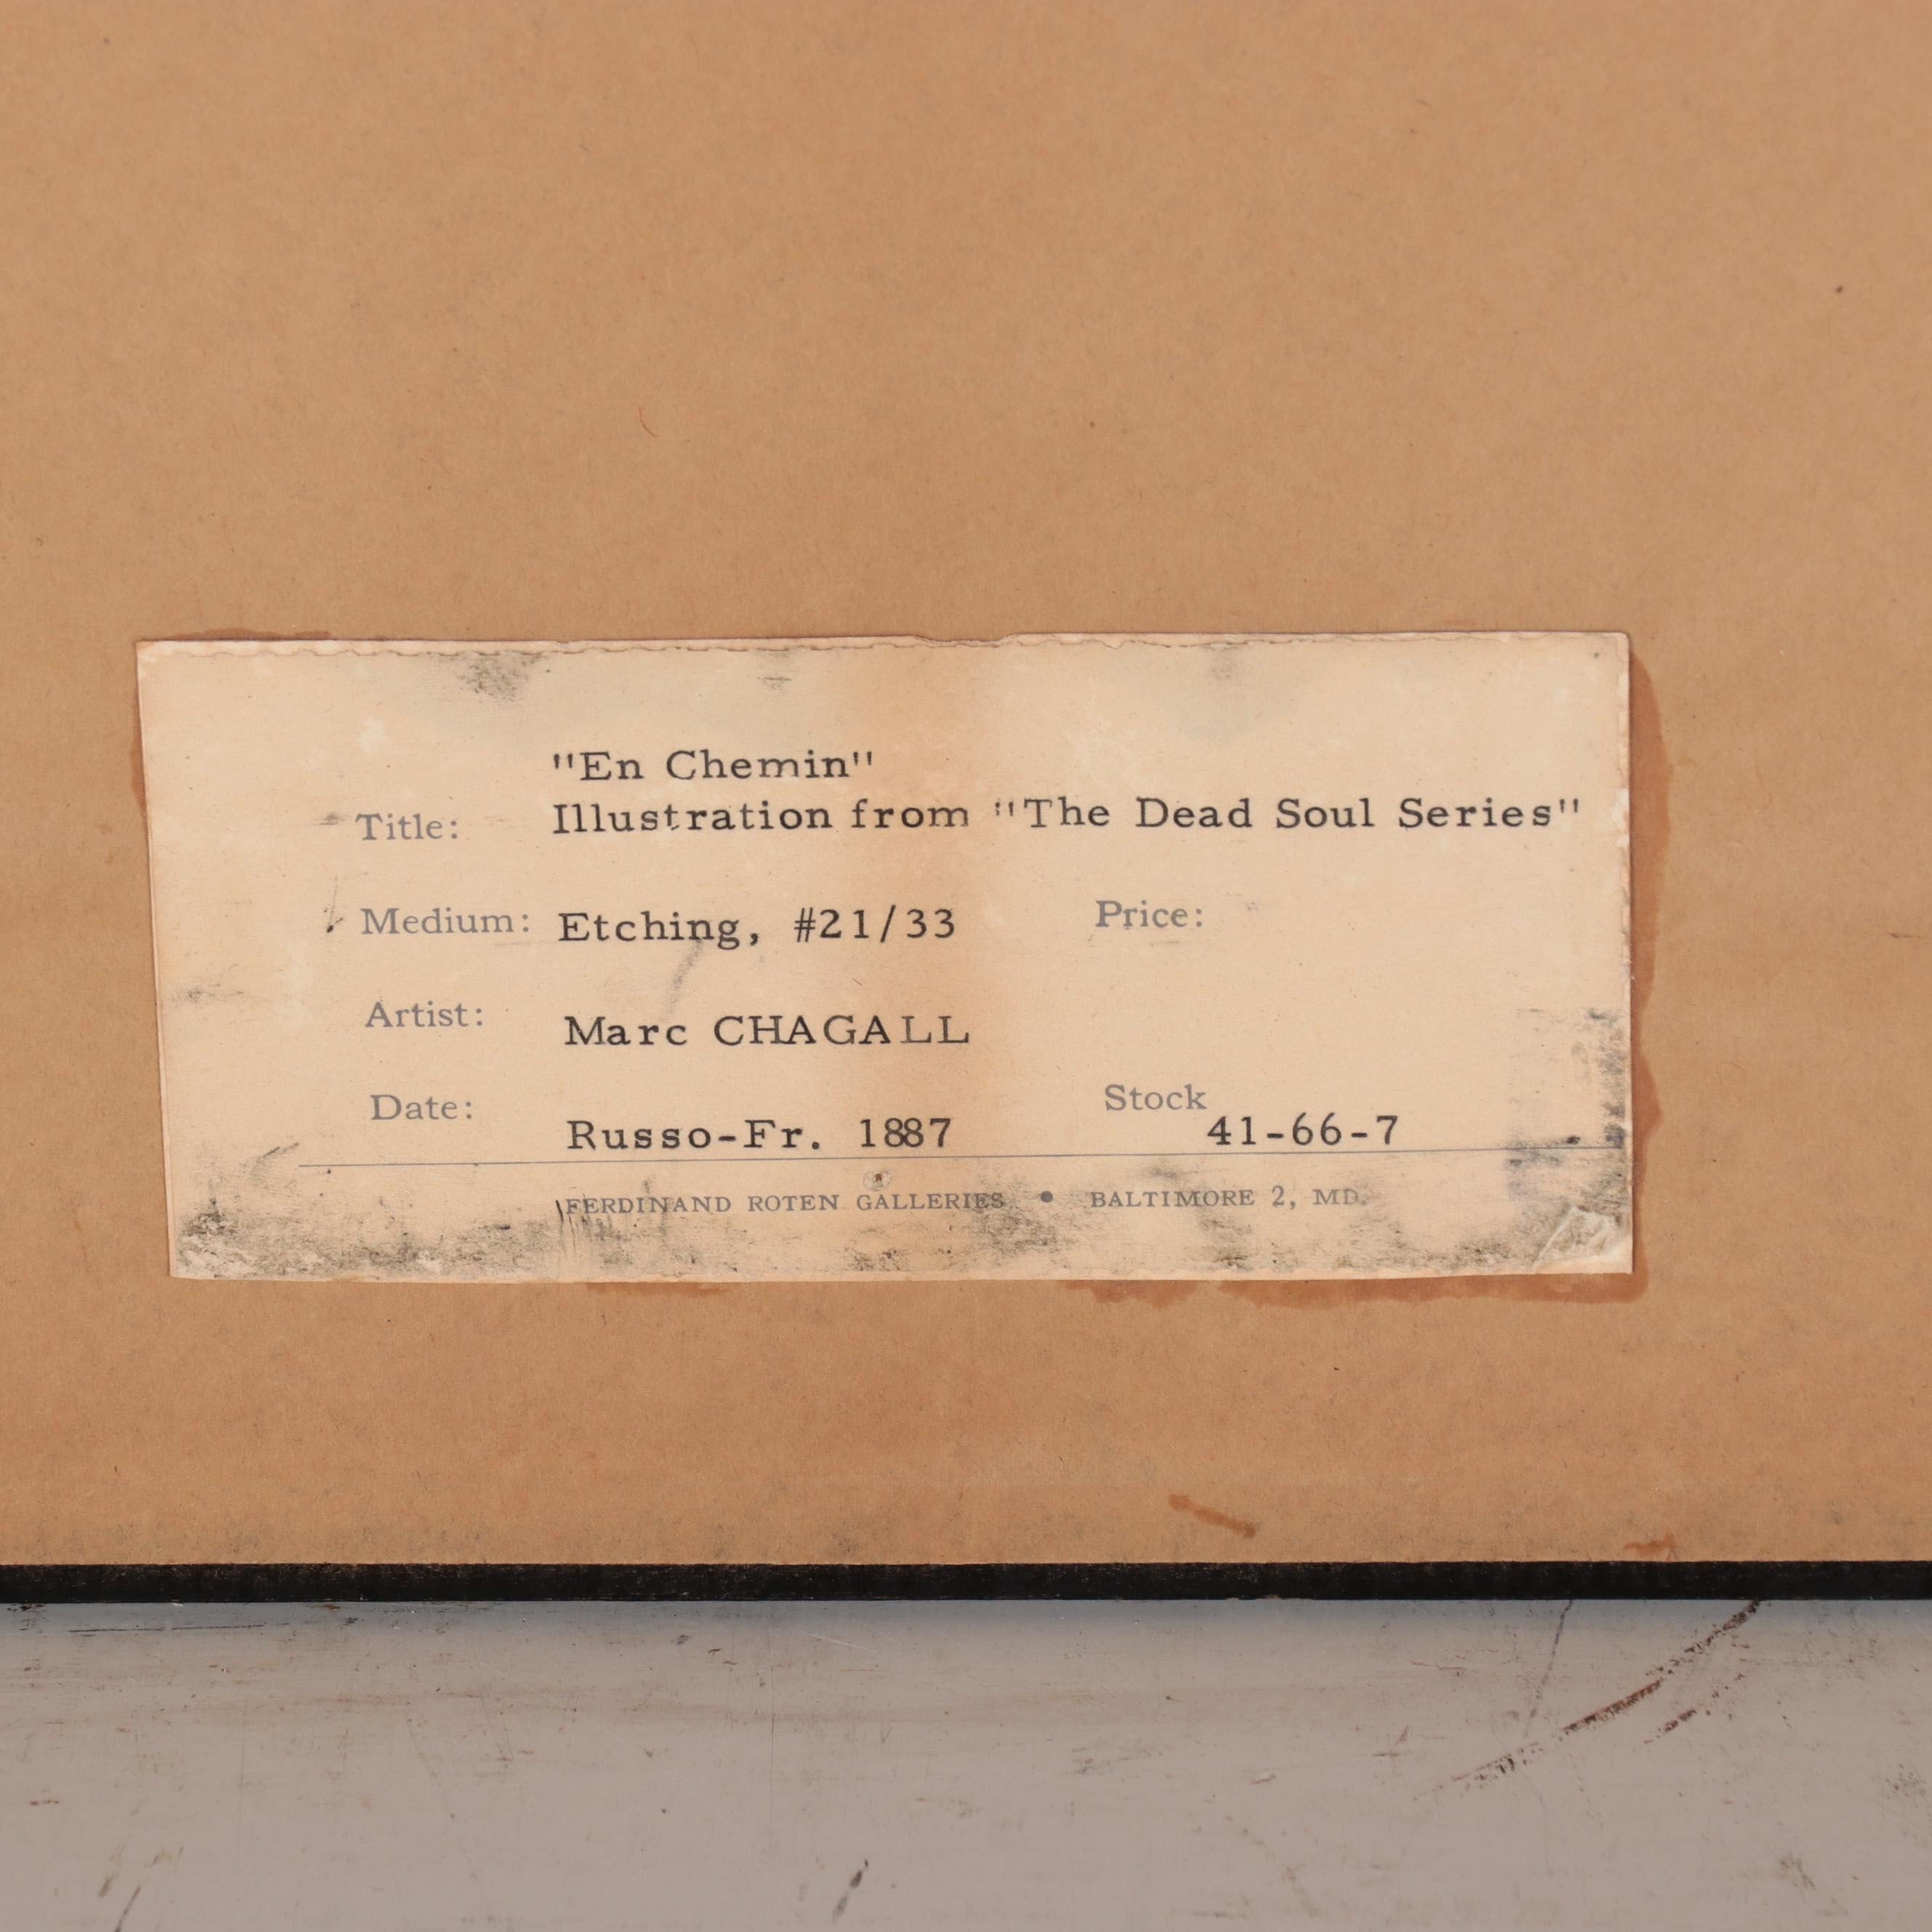 "En Chemin"
Title: Illustration from "The Dead Soul Series"
Medium: Etching, #21/33 Price:
Artist: Marc CHAGALL
Date: Russo-Fr. 1887 Stock 41-66-7
FERDINAND ROTEN GALLERIES • BALTIMORE 2, MD.